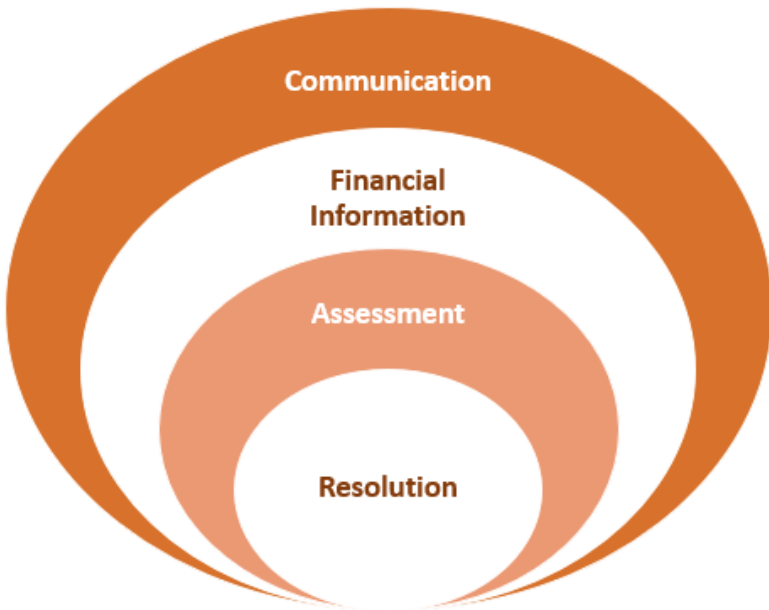 Communication
Financial
Information
Assessment
Resolution